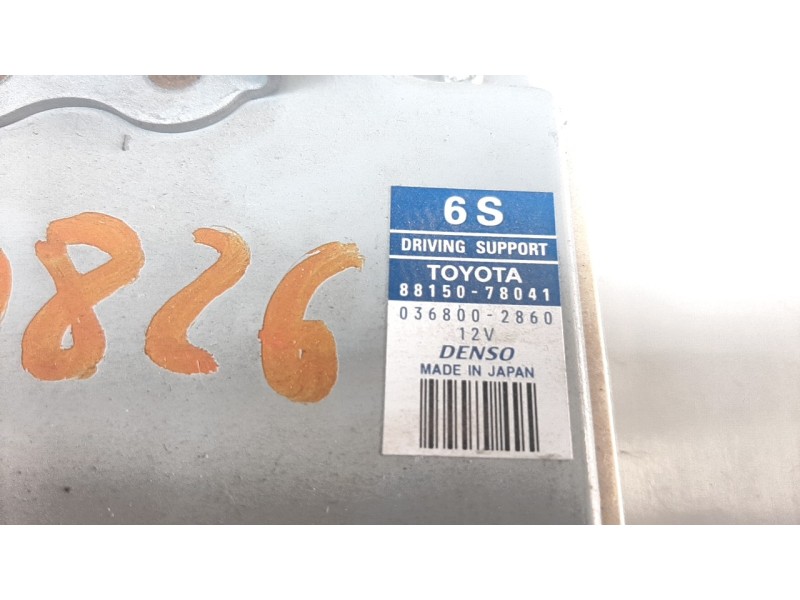 6S
DRIVING SUPPORT
TOYOTA
88150-78041
036800-2860
12V
DENSO
MADE IN JAPAN
826